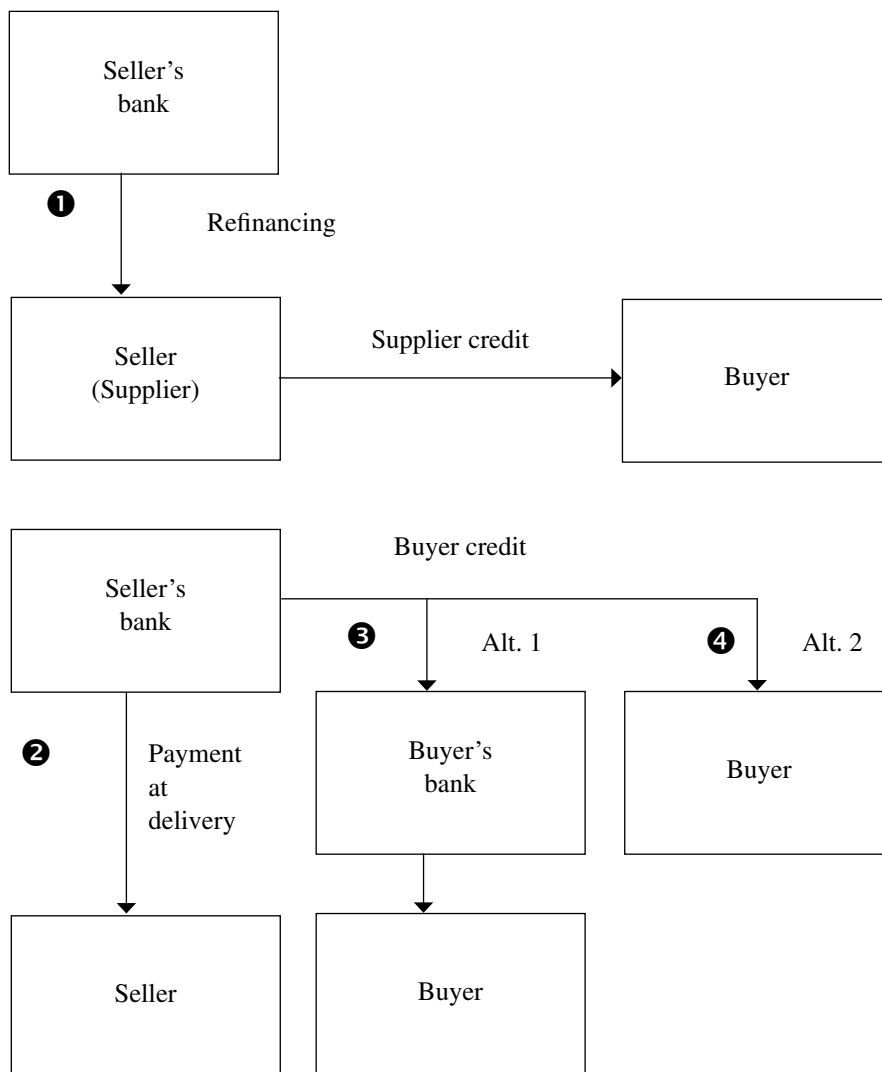 Seller’s
bank
❶
Refinancing
Supplier credit
Seller
(Supplier)
Buyer
Buyer credit
Seller’s
bank
❸
Alt. 1
❹
Alt. 2
❷
Payment
at
delivery
Buyer’s
bank
Buyer
Seller
Buyer